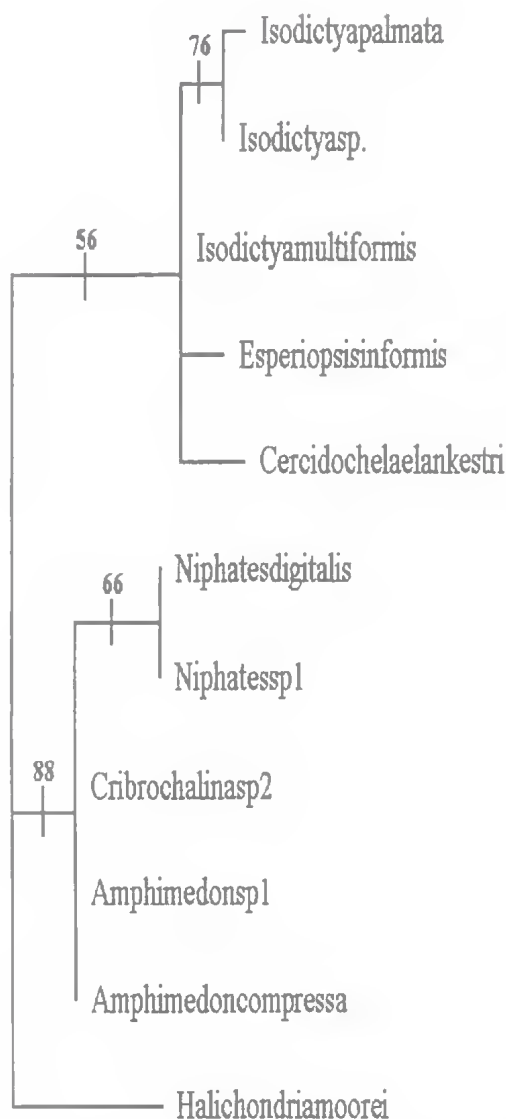 76
Isodictyapalmata
Isodictyasp.
56
Isodictyamultiformis
Esperiopsisinformis
Cercidochelaelankestri
66
Niphatesdigitalis
Niphatessp1
88
Cribrochalinasp2
Amphimedonsp1
Amphimedoncompressa
Halichondriamoorei